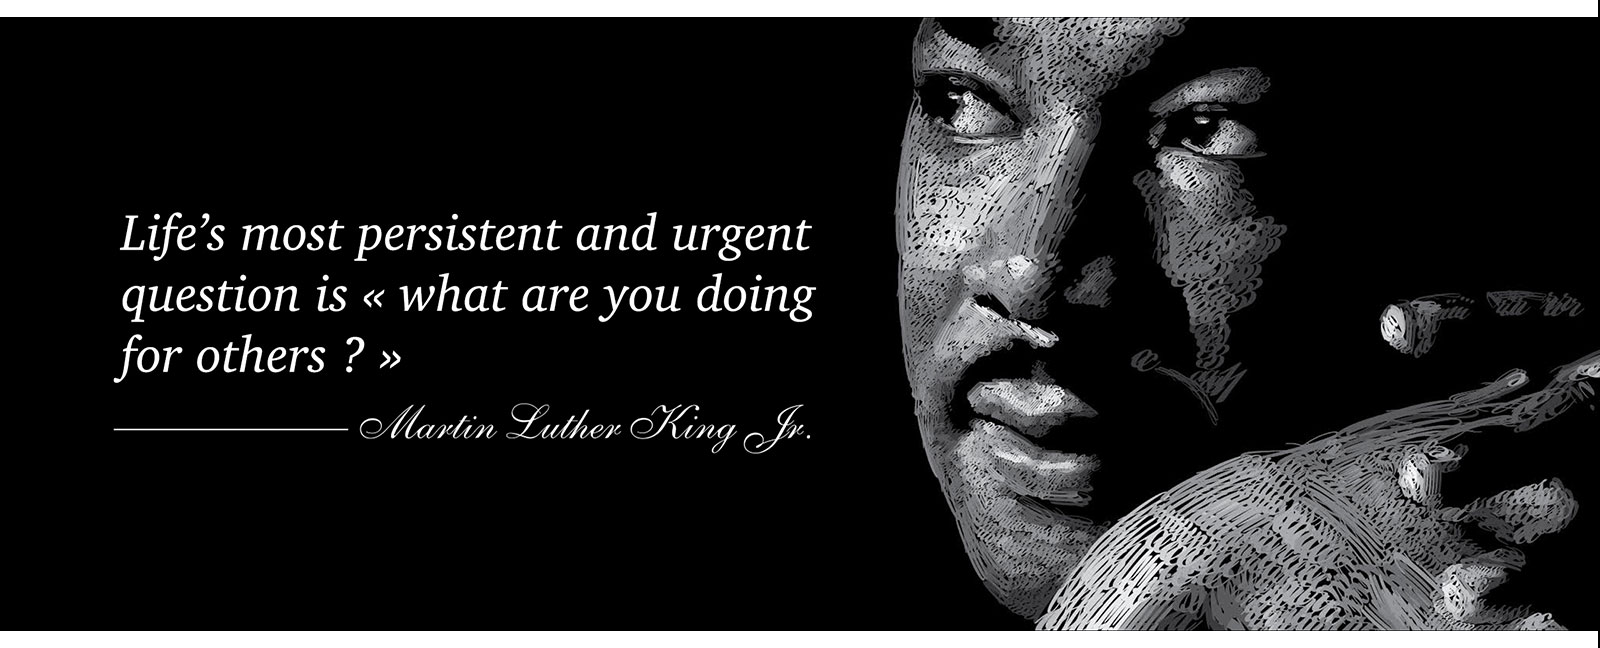 Life’s most persistent and urgent
question is « what are you doing
for others ? »
Martin Luther King Jr.